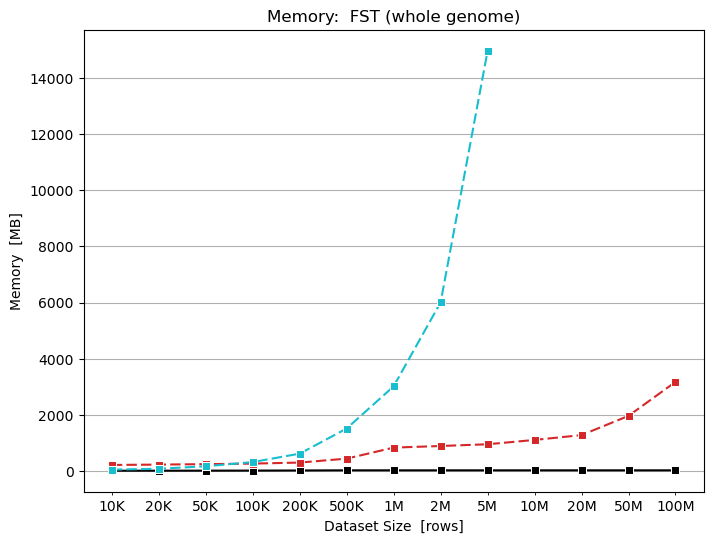 Memory:  FST (whole genome)
14000
12000
10000
8000
6000
4000
2000
0
Memory  [MB]
10K 20K 50K 100K 200K 500K 1M 2M 5M 10M 20M 50M 100M
Dataset Size  [rows]